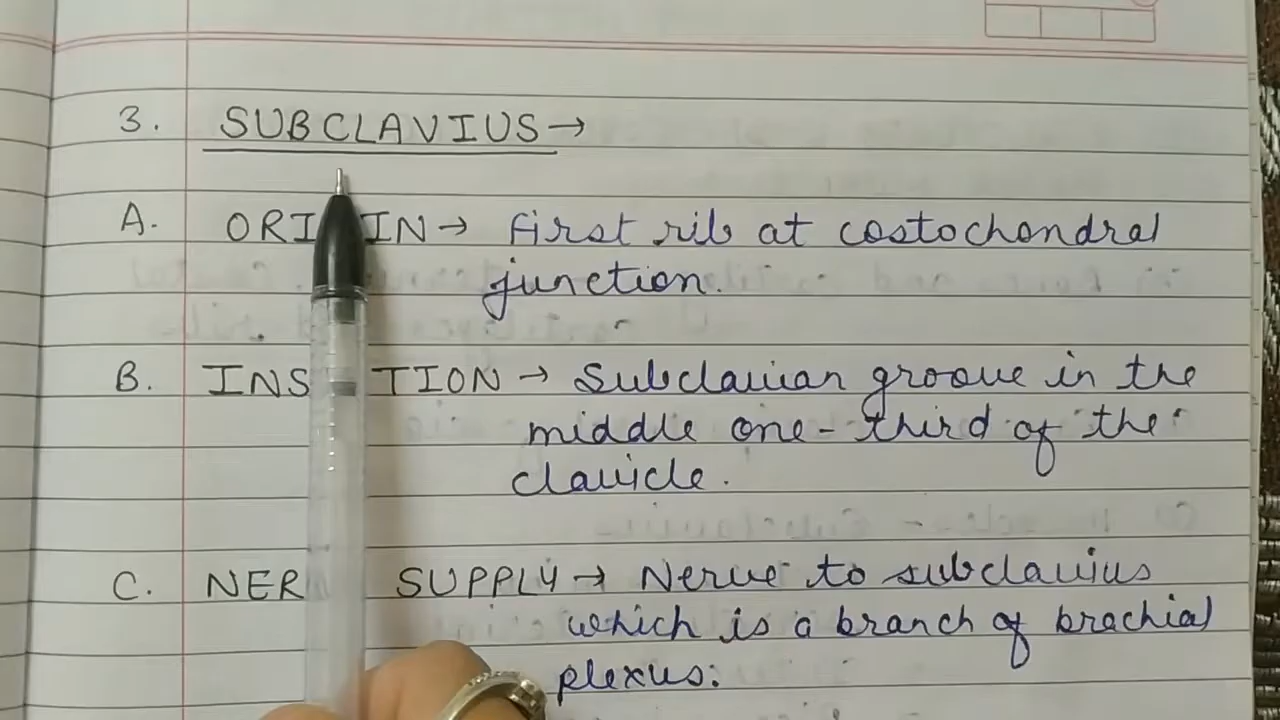 3. SUBCLAVIUS→
A. ORI IN→ First rib at costochondral
junction.
B. INS TION → Subclavian groove in the
middle one-third of the
clavicle.
C. NER SUPPLY→ Nerve to subclavius
which is a branch of brachial
plexus: